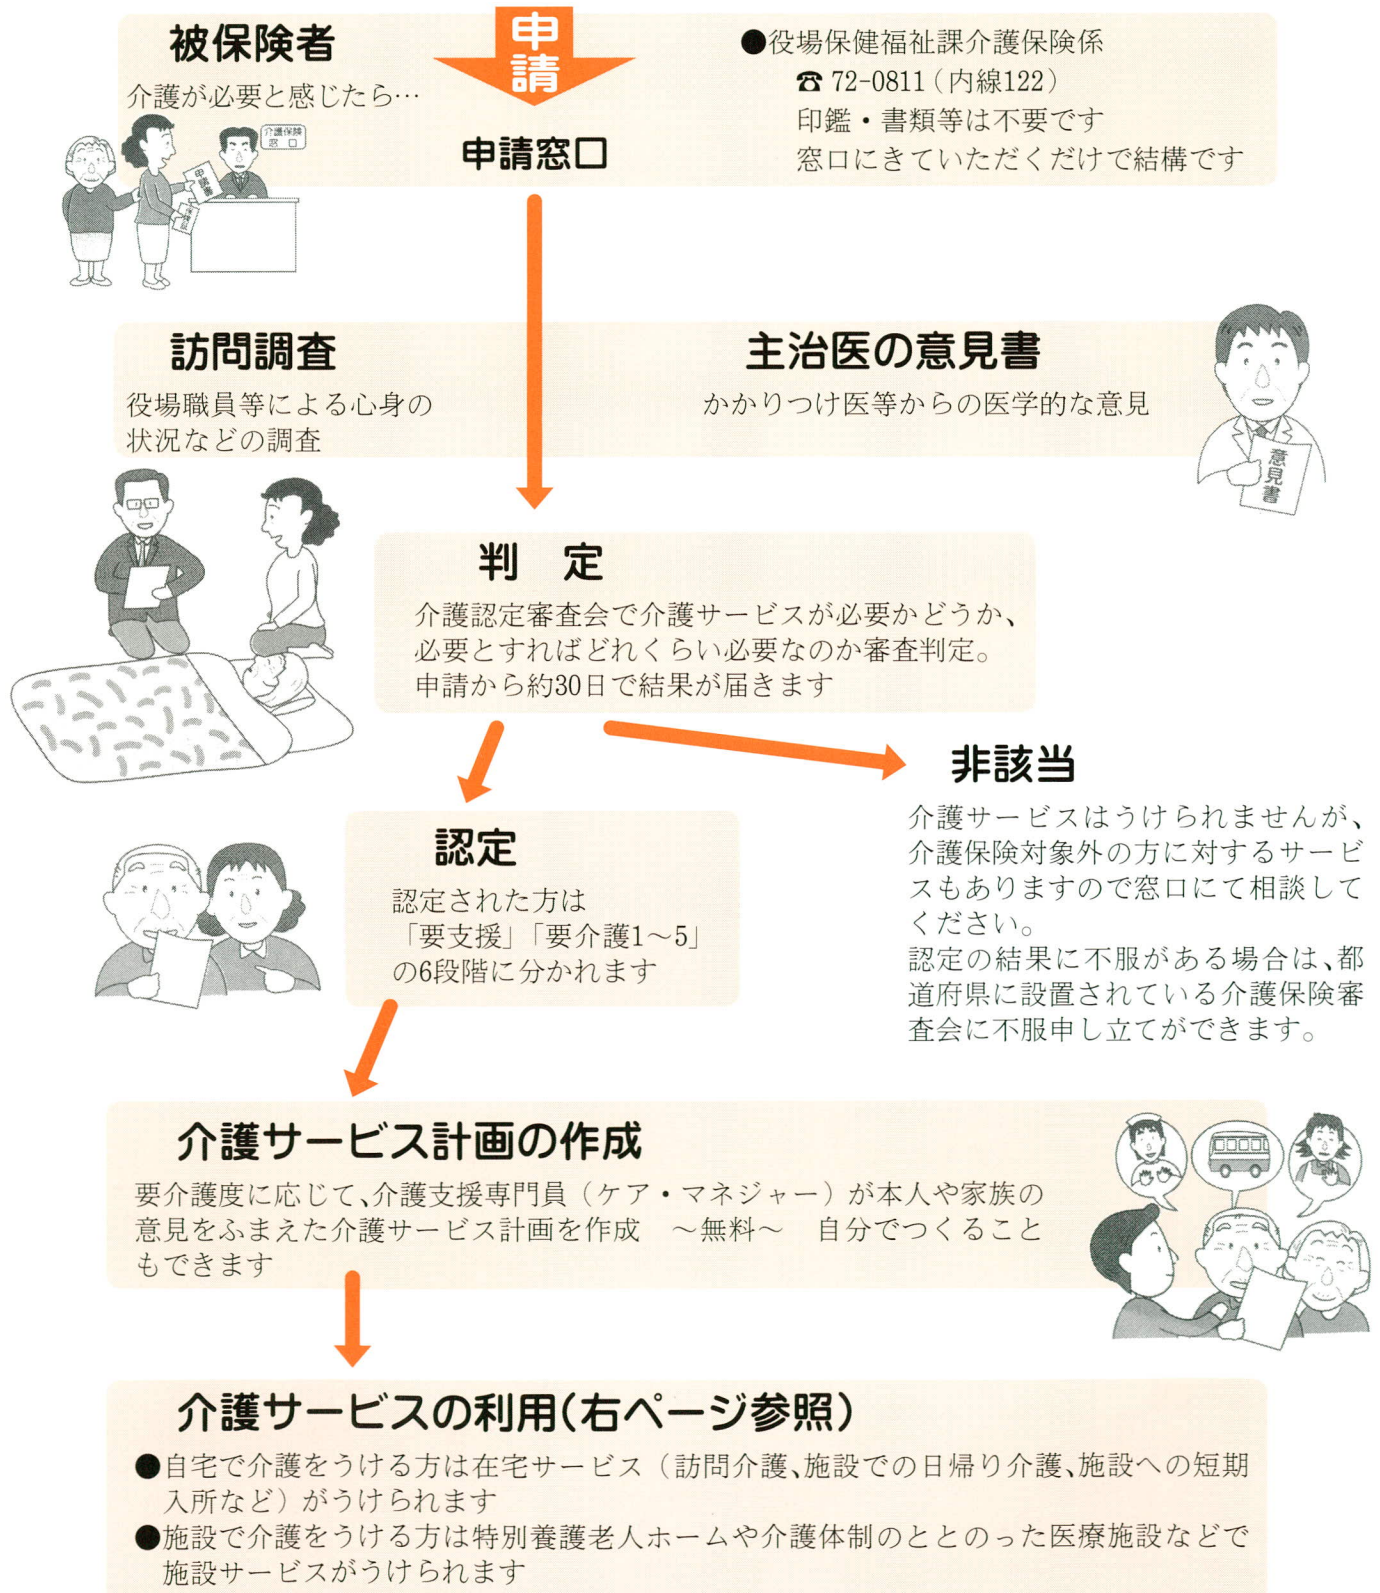 被保険者
介護が必要と感じたら…
介護保険
窓口
申請書
保険証
申請
申請窓口
●役場保健福祉課介護保険係
☎72-0811（内線122）
印鑑・書類等は不要です
窓口にきていただくだけで結構です
訪問調査
役場職員等による心身の
状況などの調査
主治医の意見書
かかりつけ医等からの医学的な意見
意見書
判　定
介護認定審査会で介護サービスが必要かどうか、
必要とすればどれくらい必要なのか審査判定。
申請から約30日で結果が届きます
認定
認定された方は
「要支援」「要介護1～5」
の6段階に分かれます
非該当
介護サービスはうけられませんが、
介護保険対象外の方に対するサービ
スもありますので窓口にて相談して
ください。
認定の結果に不服がある場合は、都
道府県に設置されている介護保険審
査会に不服申し立てができます。
介護サービス計画の作成
要介護度に応じて、介護支援専門員（ケア・マネジャー）が本人や家族の
意見をふまえた介護サービス計画を作成　～無料～　自分でつくること
もできます
介護サービスの利用(右ページ参照)
●自宅で介護をうける方は在宅サービス（訪問介護、施設での日帰り介護、施設への短期
入所など）がうけられます
●施設で介護をうける方は特別養護老人ホームや介護体制のととのった医療施設などで
施設サービスがうけられます